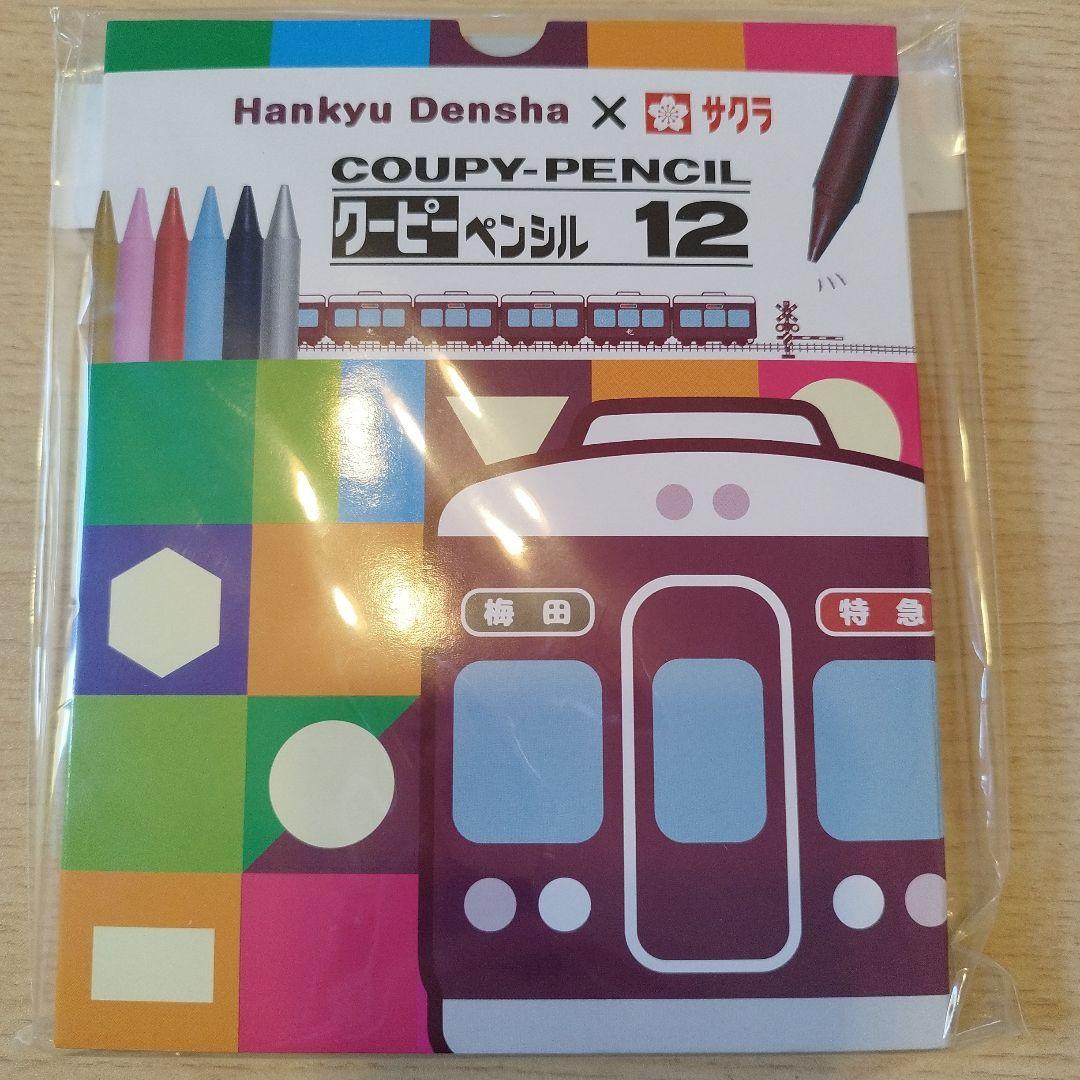 Hankyu Densha × サクラ
COUPY-PENCIL
クーピーペンシル 12
梅田
特急